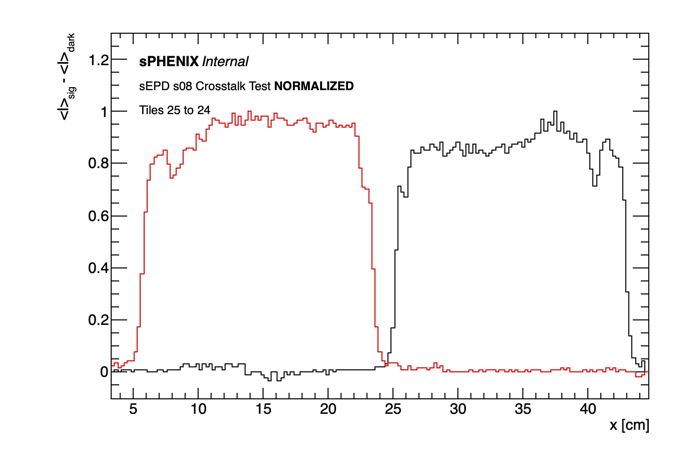 <I>sig - <I>dark
sPHENIX Internal
sEPD s08 Crosstalk Test NORMALIZED
Tiles 25 to 24
1.2
1
0.8
0.6
0.4
0.2
0
5 10 15 20 25 30 35 40
x [cm]